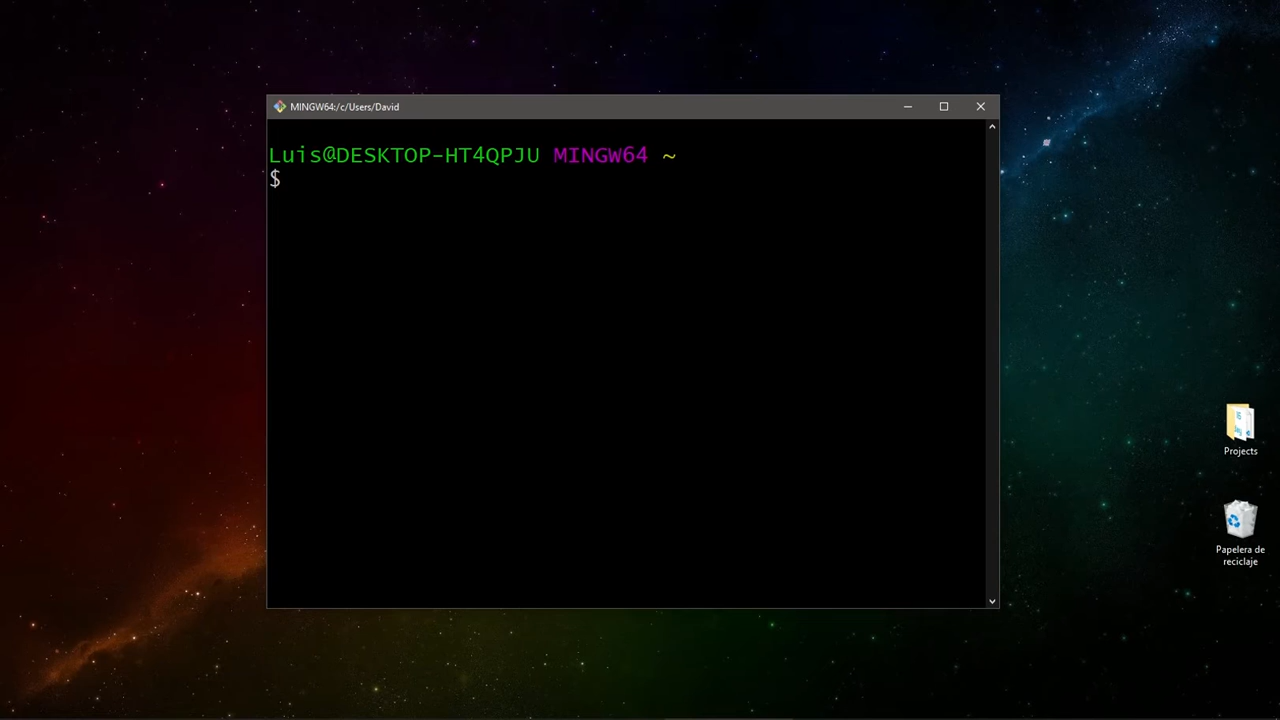 MINGW64:/c/Users/David
Luis@DESKTOP-HT4QPJU MINGW64 ~
$
Projects
Papelera de
reciclaje